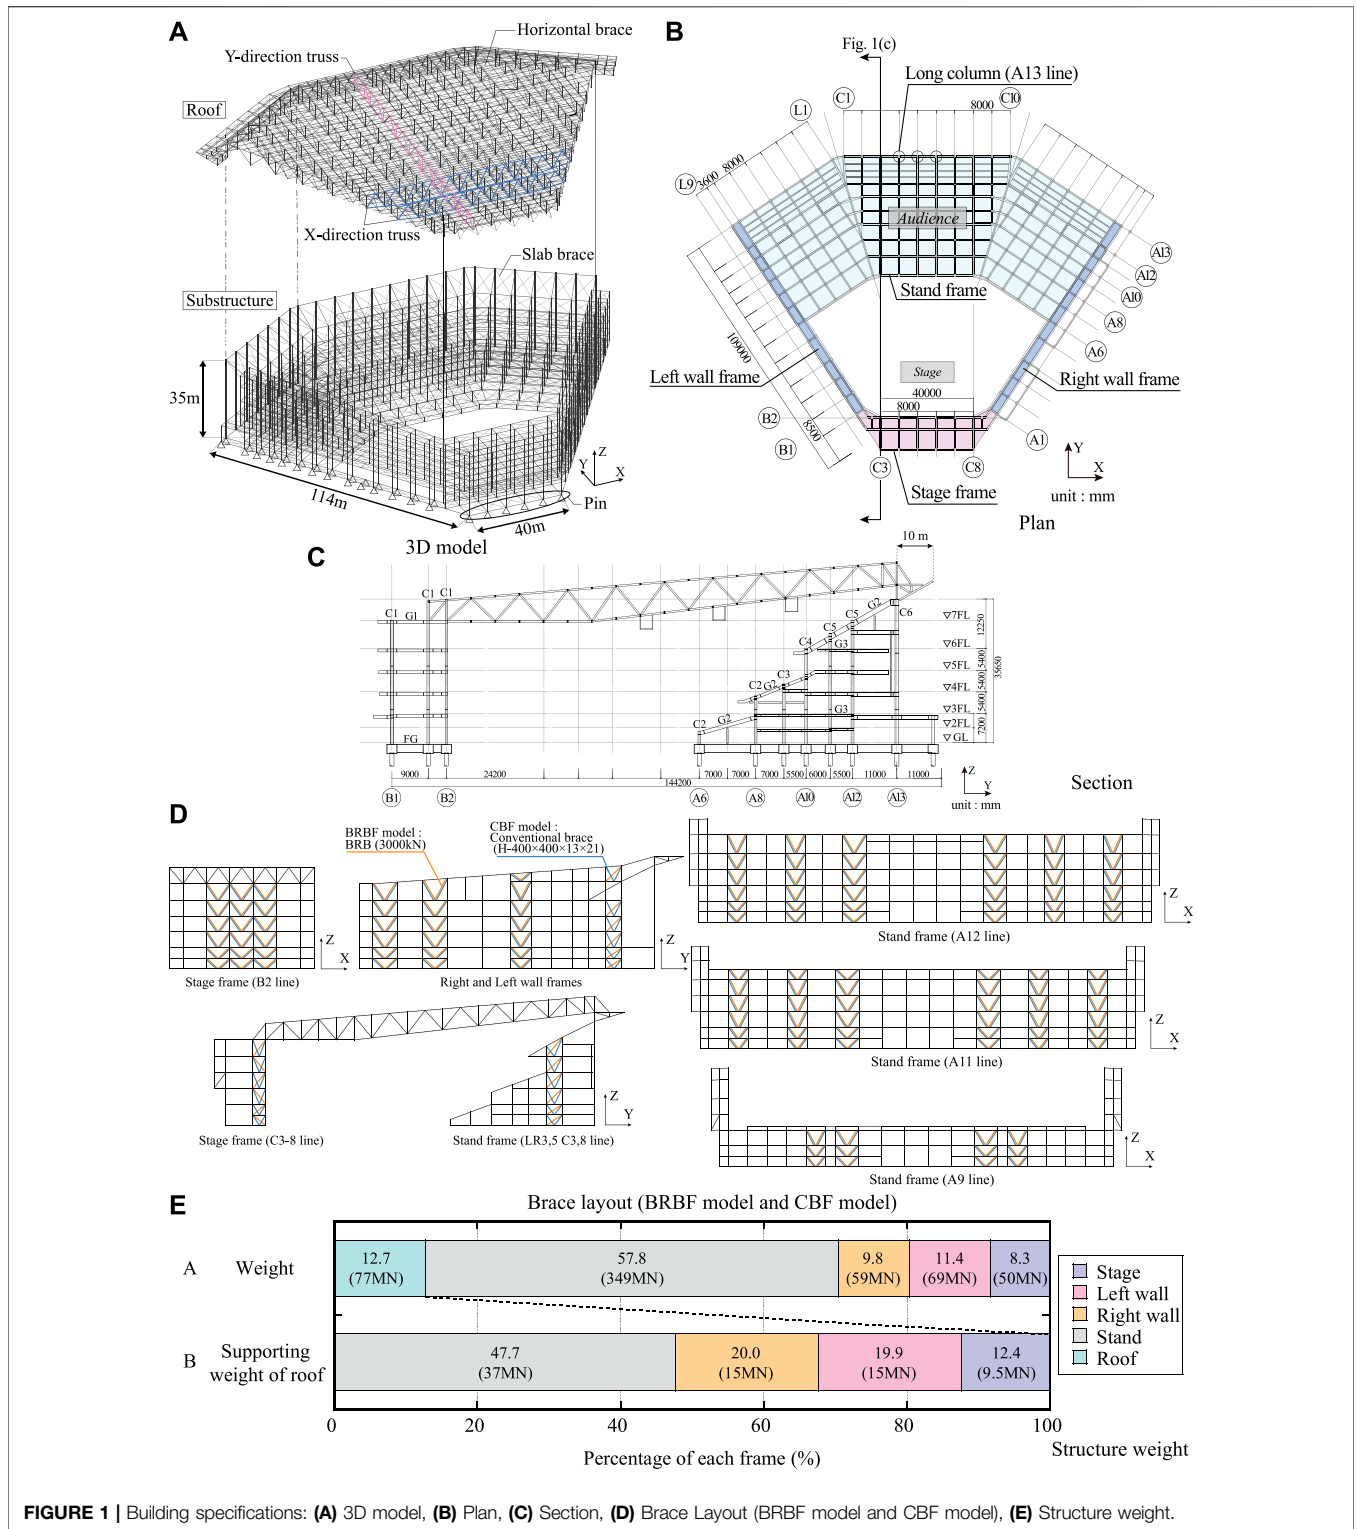 A
Horizontal brace
Y-direction truss
Roof
X-direction truss
Slab brace
Substructure
35m
114m
40m
Pin
Z
Y
X
3D model
B
Fig. 1(c)
Long column (A13 line)
C1
8000
C10
L1
8000
3600
L9
Audience
Stand frame
A13
A12
A10
A8
A6
A1
109000
Left wall frame
Stage
40000
8000
Right wall frame
B2
B1
8500
C3
C8
Stage frame
Y
X
unit : mm
Plan
C
10 m
C1 C1
C1
G1
G2
C6
C5
C5
C4
G3
C3
G2
C2
G3
C2
G2
FG
▽7FL
▽6FL
▽5FL
▽4FL
▽3FL
▽2FL
▽GL
12250
5400
5400
5400
7200
35650
9000
24200
7000
7000
7000
5500
6000
5500
11000
11000
144200
B1
B2
A6
A8
A10
A12
A13
Z
Y
unit : mm
Section
D
BRBF model :
BRB (3000kN)
CBF model :
Conventional brace
(H-400×400×13×21)
Z
X
Stage frame (B2 line)
Z
Y
Right and Left wall frames
Z
X
Stand frame (A12 line)
Z
X
Stand frame (A11 line)
Stage frame (C3-8 line)
Z
Y
Stand frame (LR3,5 C3,8 line)
Z
X
Stand frame (A9 line)
Brace layout (BRBF model and CBF model)
E
A Weight
12.7
(77MN)
57.8
(349MN)
9.8
(59MN)
11.4
(69MN)
8.3
(50MN)
B Supporting
weight of roof
47.7
(37MN)
20.0
(15MN)
19.9
(15MN)
12.4
(9.5MN)
Stage
Left wall
Right wall
Stand
Roof
0 20 40 60 80 100
Percentage of each frame (%)
Structure weight
FIGURE 1 | Building specifications: (A) 3D model, (B) Plan, (C) Section, (D) Brace Layout (BRBF model and CBF model), (E) Structure weight.